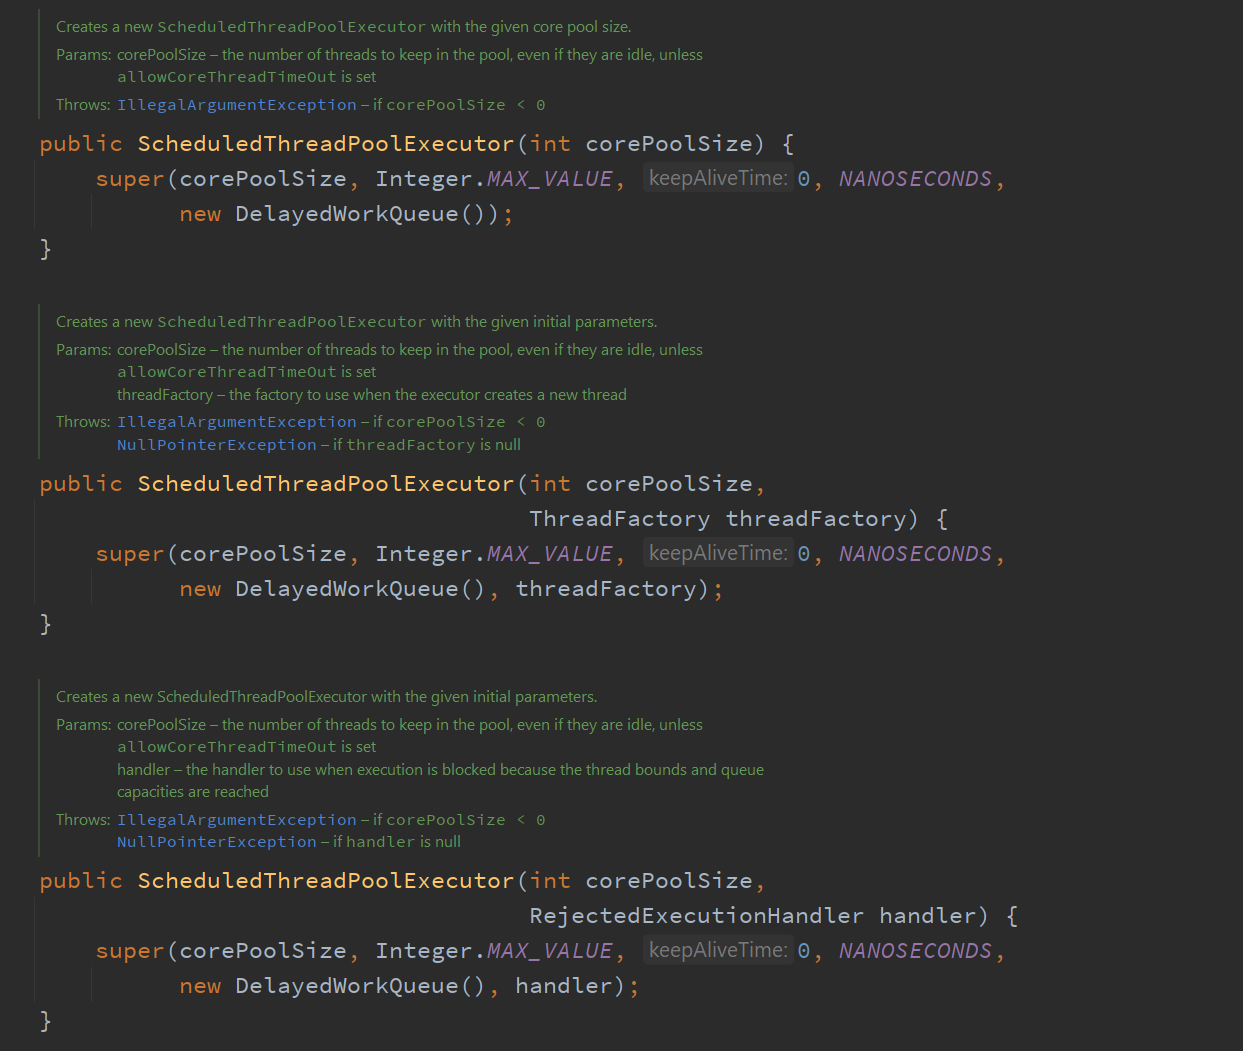 Creates a new ScheduledThreadPoolExecutor with the given core pool size.
Params: corePoolSize – the number of threads to keep in the pool, even if they are idle, unless
allowCoreThreadTimeOut is set
Throws: IllegalArgumentException – if corePoolSize < 0
public ScheduledThreadPoolExecutor(int corePoolSize) {
super(corePoolSize, Integer.MAX_VALUE, keepAliveTime: 0, NANOSECONDS,
new DelayedWorkQueue());
}
Creates a new ScheduledThreadPoolExecutor with the given initial parameters.
Params: corePoolSize – the number of threads to keep in the pool, even if they are idle, unless
allowCoreThreadTimeOut is set
threadFactory – the factory to use when the executor creates a new thread
Throws: IllegalArgumentException – if corePoolSize < 0
NullPointerException – if threadFactory is null
public ScheduledThreadPoolExecutor(int corePoolSize,
ThreadFactory threadFactory) {
super(corePoolSize, Integer.MAX_VALUE, keepAliveTime: 0, NANOSECONDS,
new DelayedWorkQueue(), threadFactory);
}
Creates a new ScheduledThreadPoolExecutor with the given initial parameters.
Params: corePoolSize – the number of threads to keep in the pool, even if they are idle, unless
allowCoreThreadTimeOut is set
handler – the handler to use when execution is blocked because the thread bounds and queue
capacities are reached
Throws: IllegalArgumentException – if corePoolSize < 0
NullPointerException – if handler is null
public ScheduledThreadPoolExecutor(int corePoolSize,
RejectedExecutionHandler handler) {
super(corePoolSize, Integer.MAX_VALUE, keepAliveTime: 0, NANOSECONDS,
new DelayedWorkQueue(), handler);
}